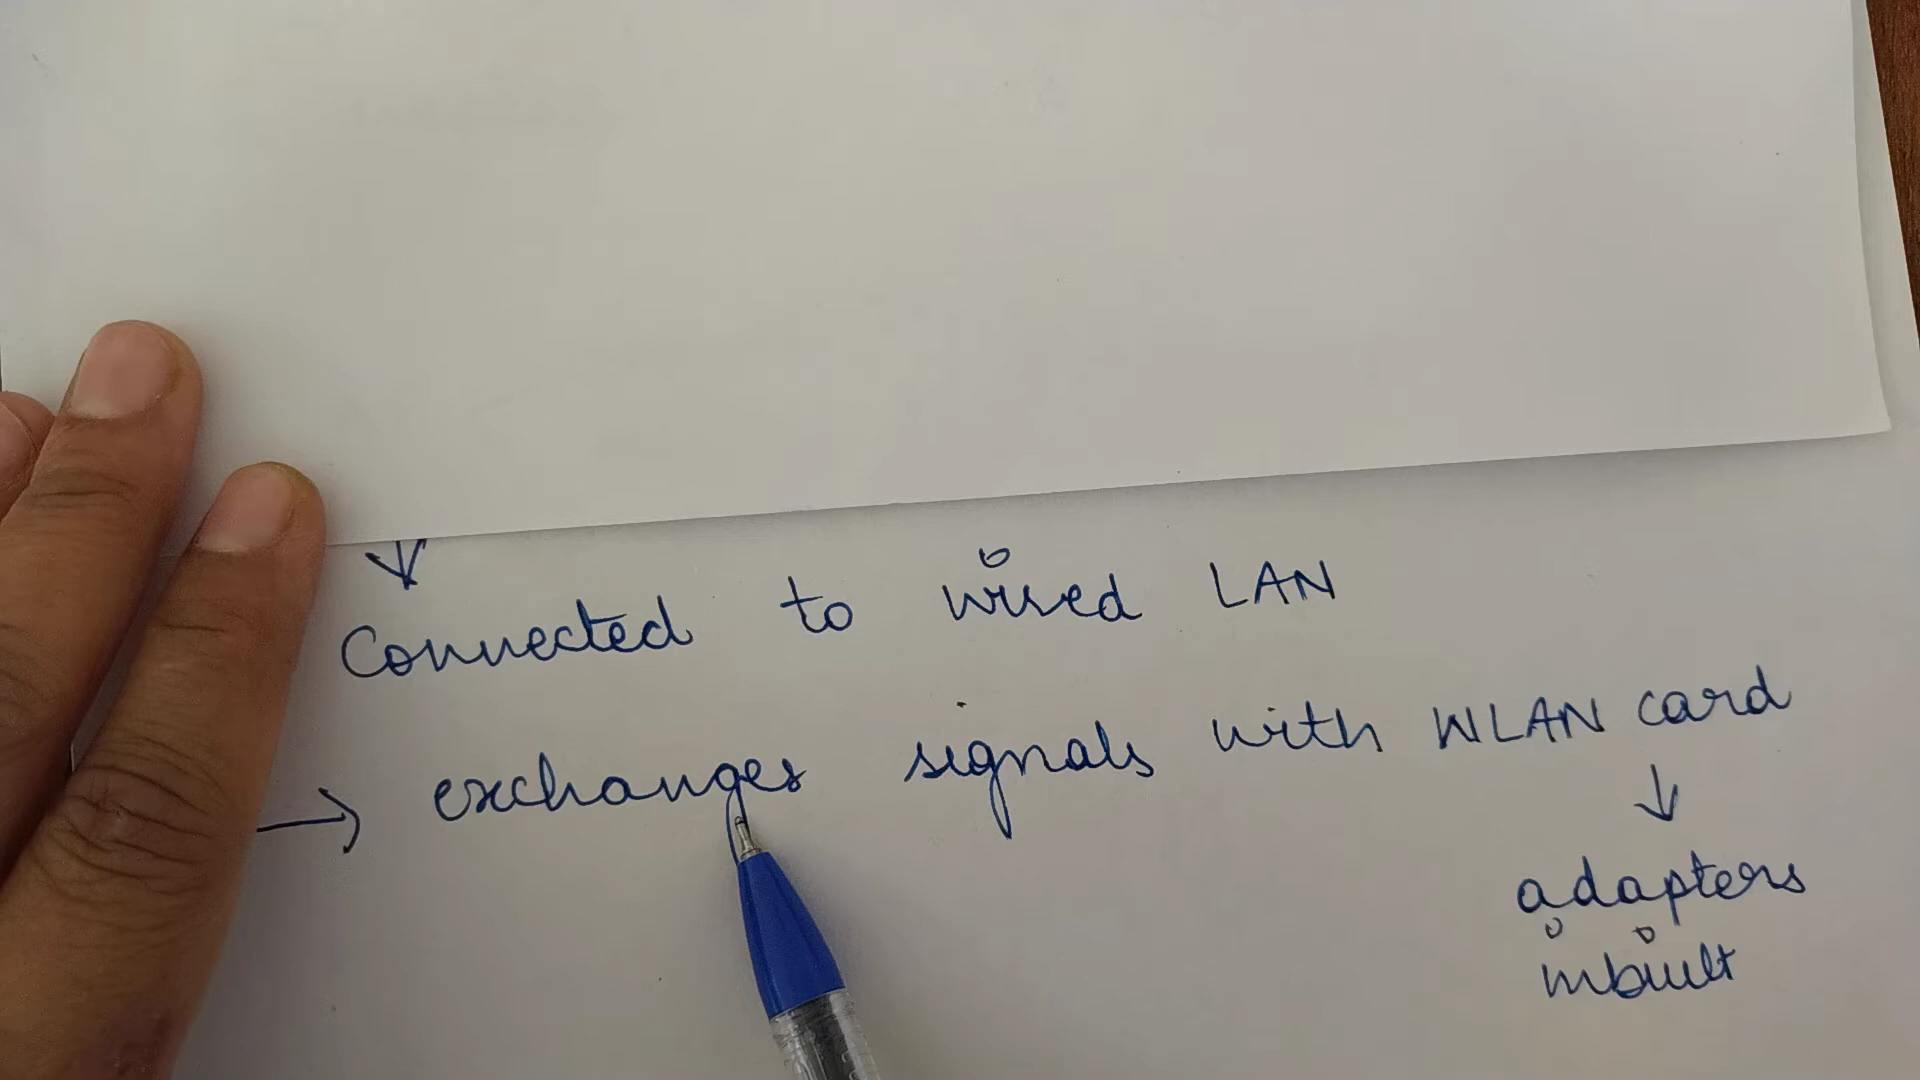 ↓
Connected to wired LAN
→ exchanges signals with WLAN card
↓
adapters
inbuilt